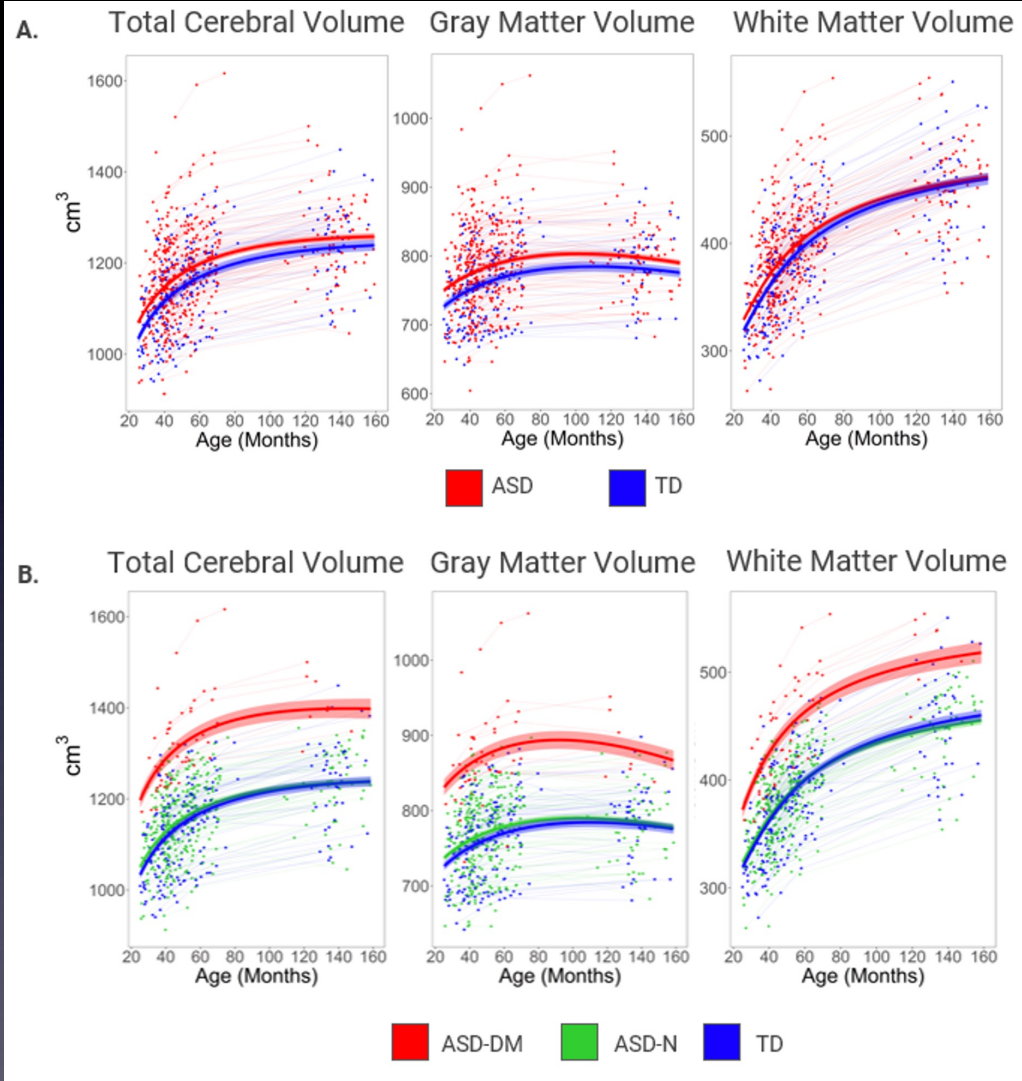 A.
Total Cerebral Volume Gray Matter Volume White Matter Volume
1600
1400
1200
1000
cm3
20 40 60 80 100 120 140 160
Age (Months)
1000
900
800
700
600
20 40 60 80 100 120 140 160
Age (Months)
500
400
300
20 40 60 80 100 120 140 160
Age (Months)
ASD TD
B.
Total Cerebral Volume Gray Matter Volume White Matter Volume
1600
1400
1200
1000
cm3
20 40 60 80 100 120 140 160
Age (Months)
1000
900
800
700
20 40 60 80 100 120 140 160
Age (Months)
500
400
300
20 40 60 80 100 120 140 160
Age (Months)
ASD-DM ASD-N TD